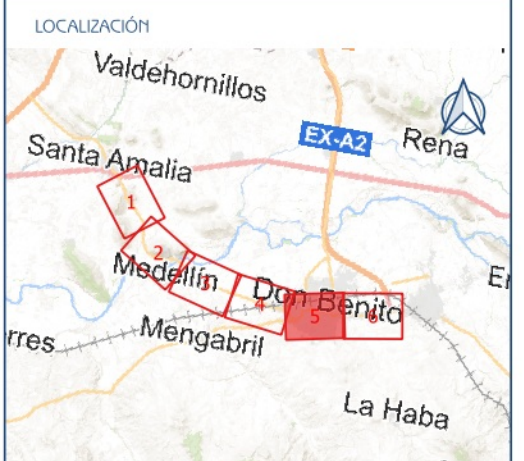 LOCALIZACIÓN
Valdehornillos
EX-A2
Rena
Santa Amalia
1
2
Medellín
3
Don Benito
4
5
6
rres
Mengabril
La Haba